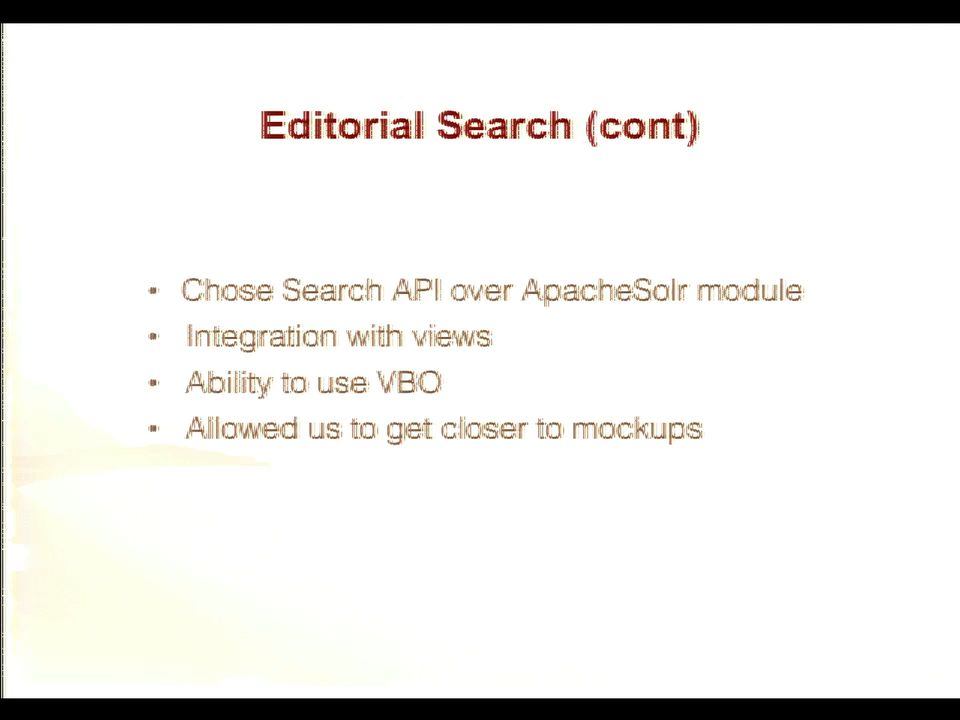 Editorial Search (cont)
• Chose Search API over ApacheSolr module
• Integration with views
• Ability to use VBO
• Allowed us to get closer to mockups